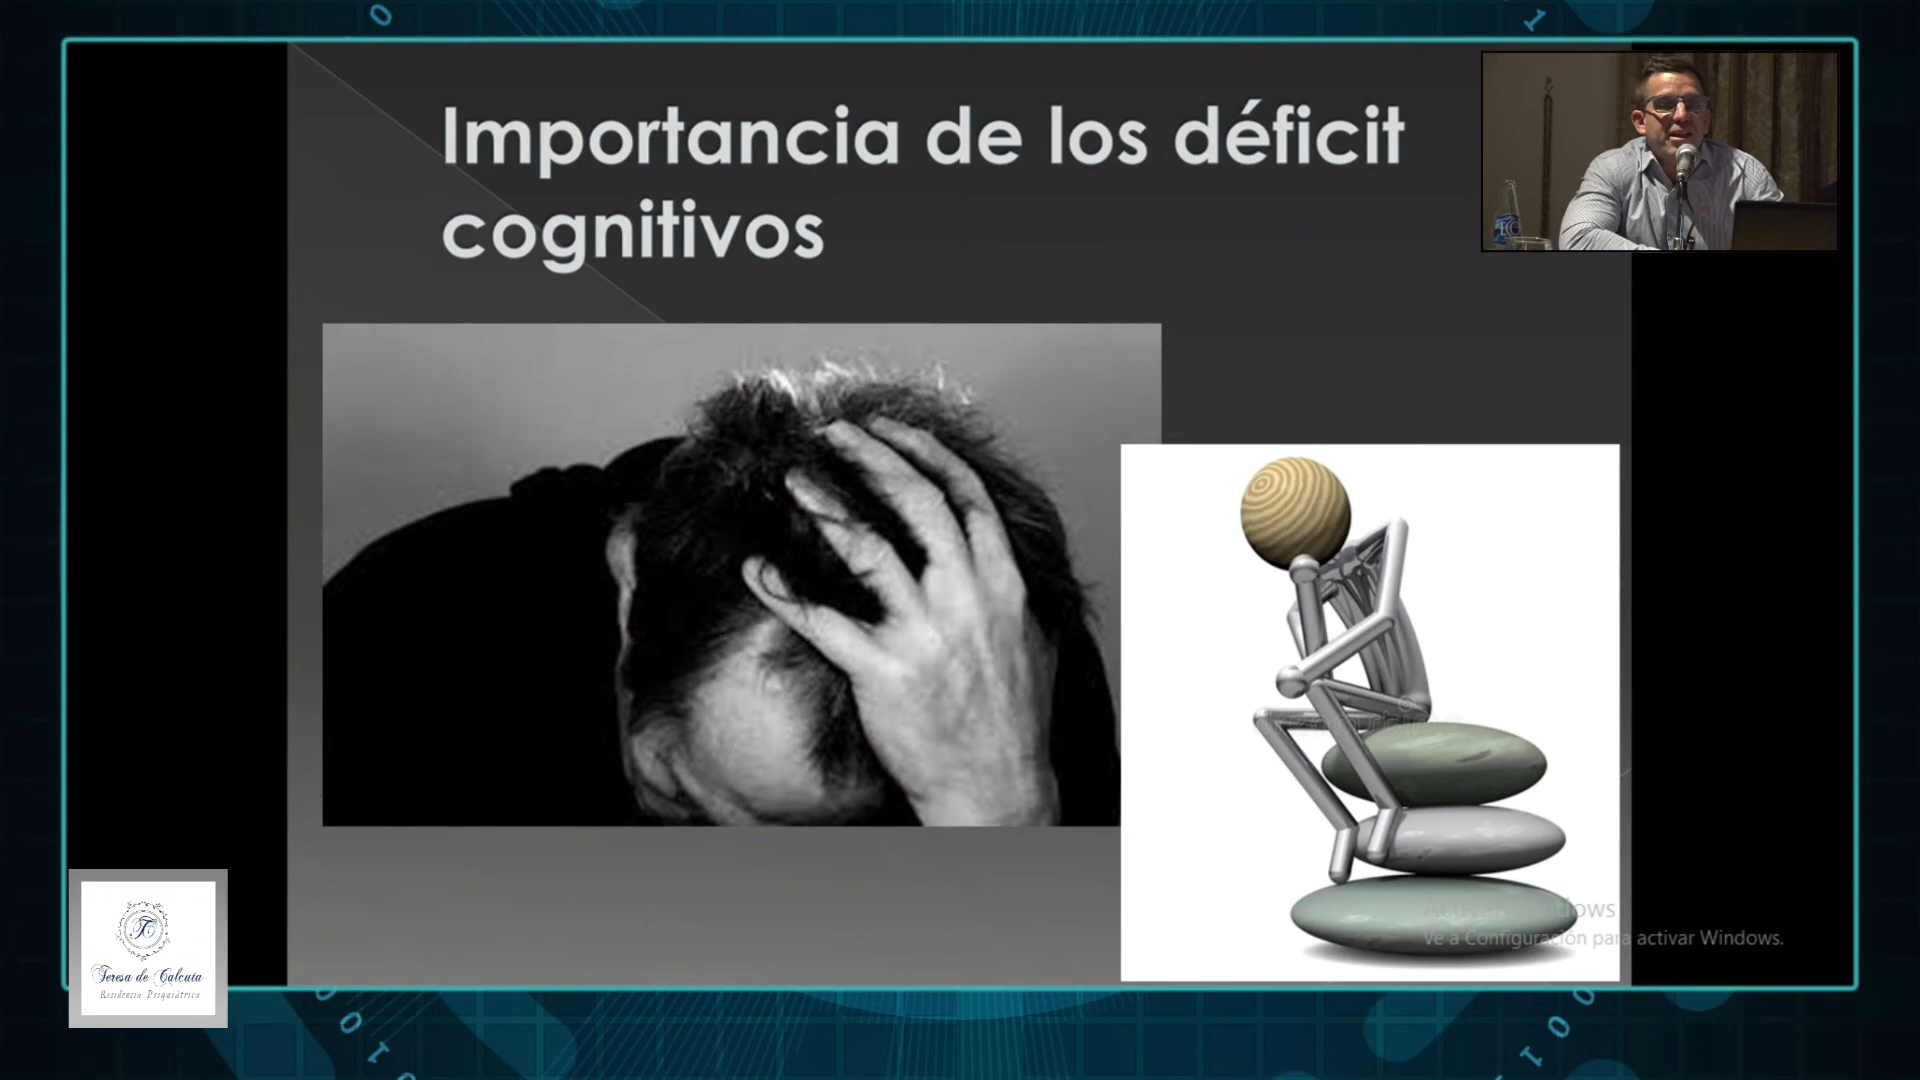 Importancia de los déficit
cognitivos
Teresa de Calcuta
Residencia Psiquiátrica
Ve a Configuración para activar Windows.